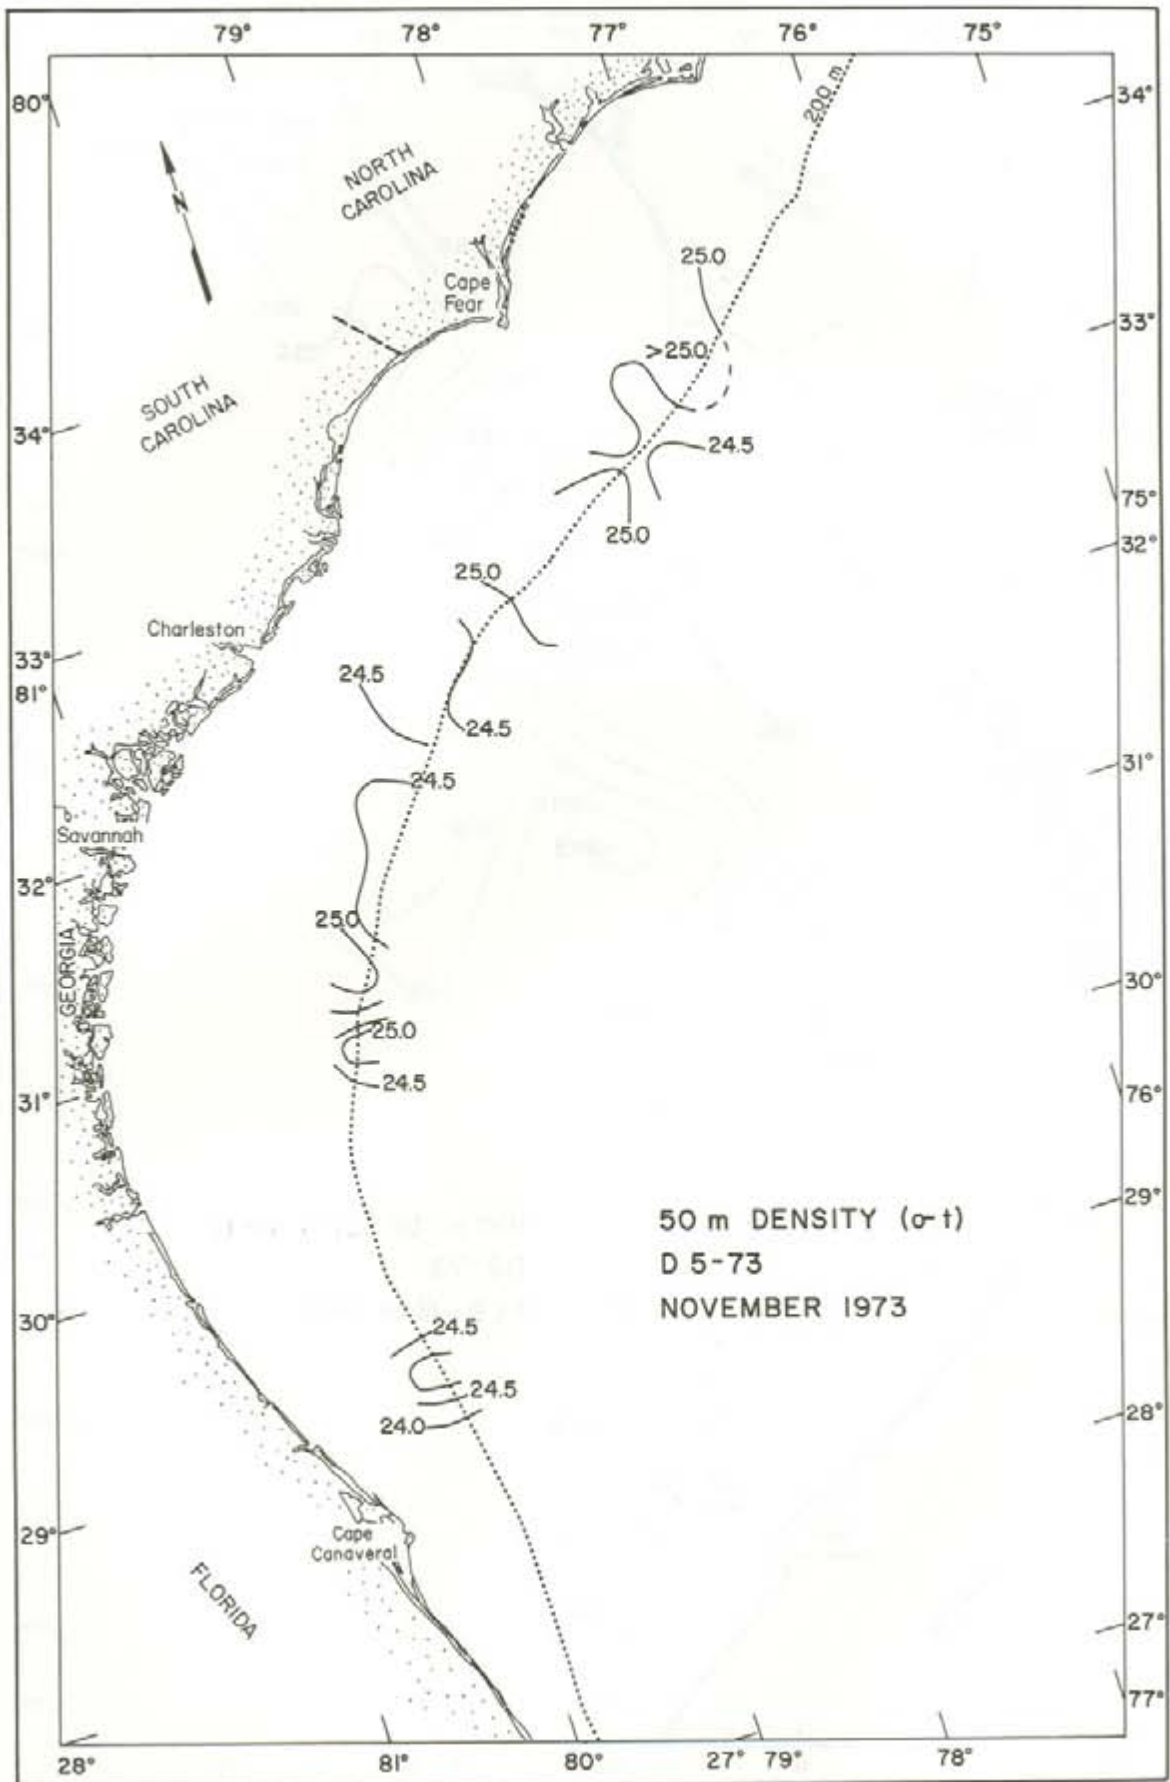 79° 78° 77° 76° 75°
80°
34°
200 m
NORTH
CAROLINA
N
25.0
Cape
Fear
33°
>25.0
SOUTH
CAROLINA
34°
24.5
75°
25.0
32°
25.0
Charleston
33°
81°
24.5
24.5
31°
24.5
Savannah
32°
25.0
GEORGIA
30°
25.0
24.5
76°
31°
29°
50 m DENSITY (σ-t)
D 5-73
NOVEMBER 1973
30°
24.5
24.5
28°
24.0
29°
Cape
Canaveral
FLORIDA
27°
77°
28° 81° 80° 27° 79° 78°